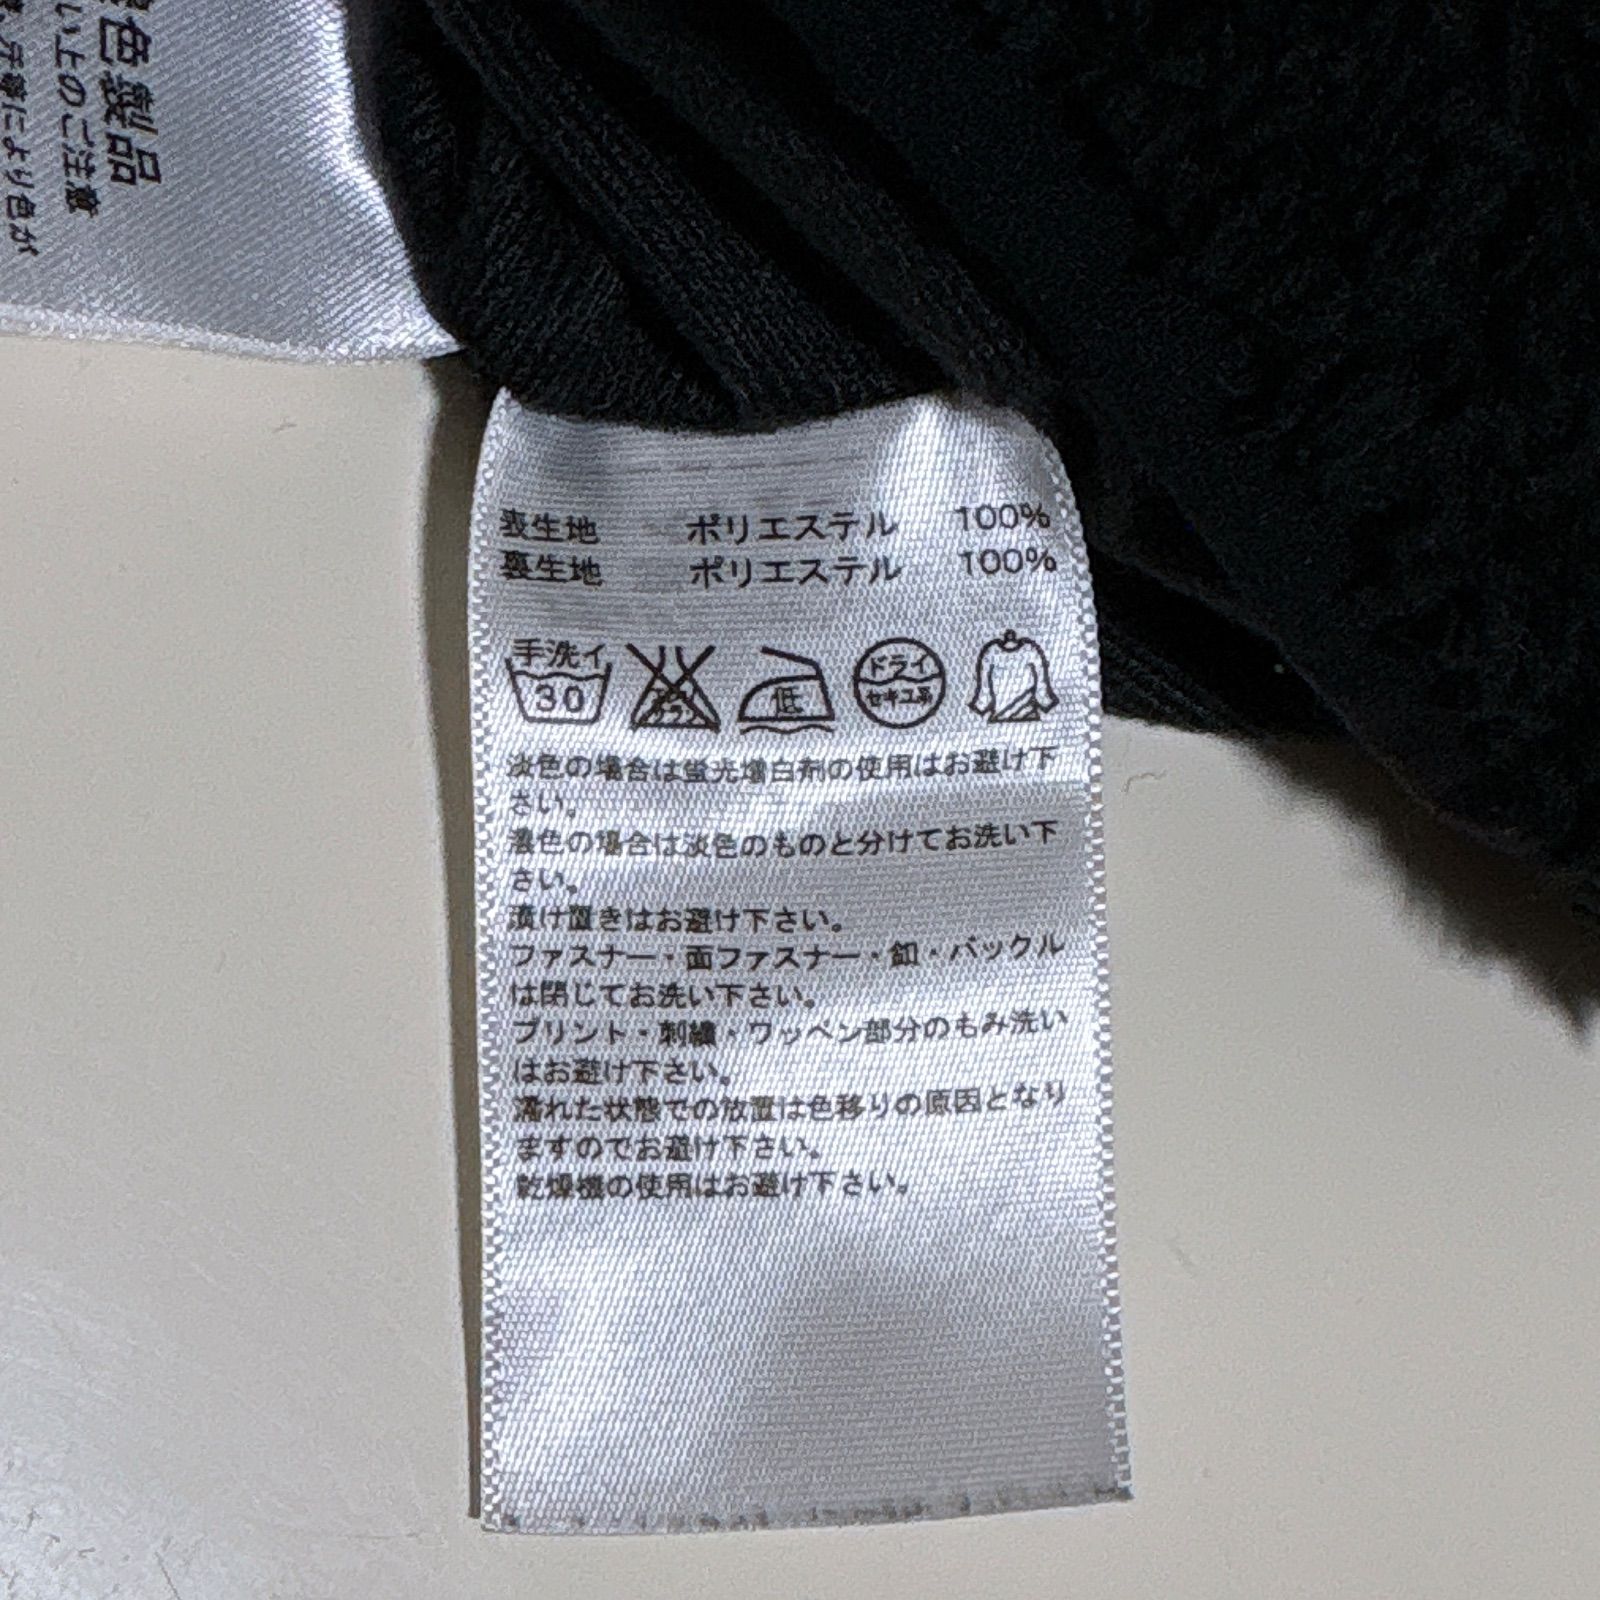 色製品
い上のご注意
汗等により色が
表生地 ポリエステル 100%
裏生地 ポリエステル 100%
手洗イ
30
エンソ
サラシ
低
ドライ
セキユ系
淡色の場合は蛍光増白剤の使用はお避け下
さい。
濃色の場合は淡色のものと分けてお洗い下
さい。
漬け置きはお避け下さい。
ファスナー・面ファスナー・釦・バックル
は閉じてお洗い下さい。
プリント・刺繍・ワッペン部分のもみ洗い
はお避け下さい。
濡れた状態での放置は色移りの原因となり
ますのでお避け下さい。
乾燥機の使用はお避け下さい。